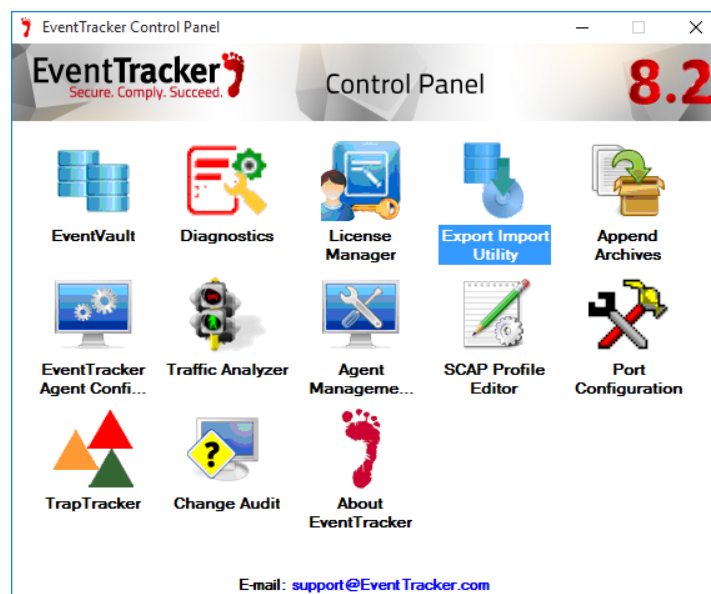 EventTracker Control Panel
EventTracker
Secure. Comply. Succeed.
Control Panel
8.2
EventVault
Diagnostics
License
Manager
Export Import
Utility
Append
Archives
EventTracker
Agent Confi...
Traffic Analyzer
Agent
Manageme...
SCAP Profile
Editor
Port
Configuration
TrapTracker
?
Change Audit
About
EventTracker
E-mail: support@EventTracker.com